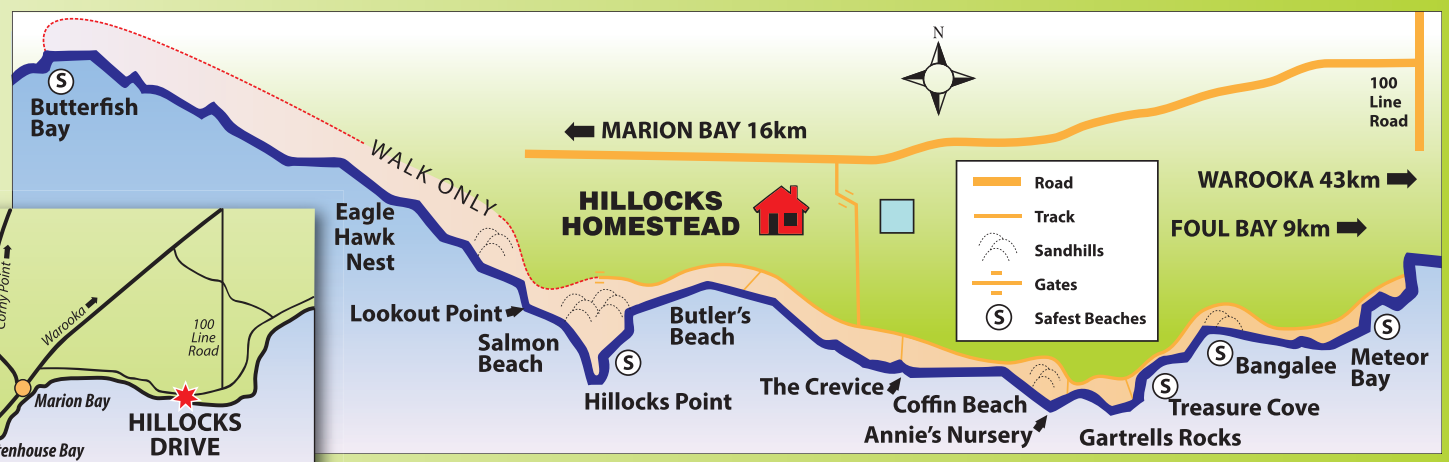 N
S
Butterfish
Bay
WALK ONLY
MARION BAY 16km
100
Line
Road
WAROOKA 43km
FOUL BAY 9km
HILLOCKS
HOMESTEAD
Road
Track
Sandhills
Gates
S Safest Beaches
Eagle
Hawk
Nest
Lookout Point
Salmon
Beach
S
Hillocks Point
Butler's
Beach
The Crevice
Coffin Beach
Annie's Nursery
Gartrells Rocks
S
Treasure Cove
S
Bangalee
S
Meteor
Bay
Corny Point
Warooka
100
Line
Road
Marion Bay
HILLOCKS
DRIVE
Bay